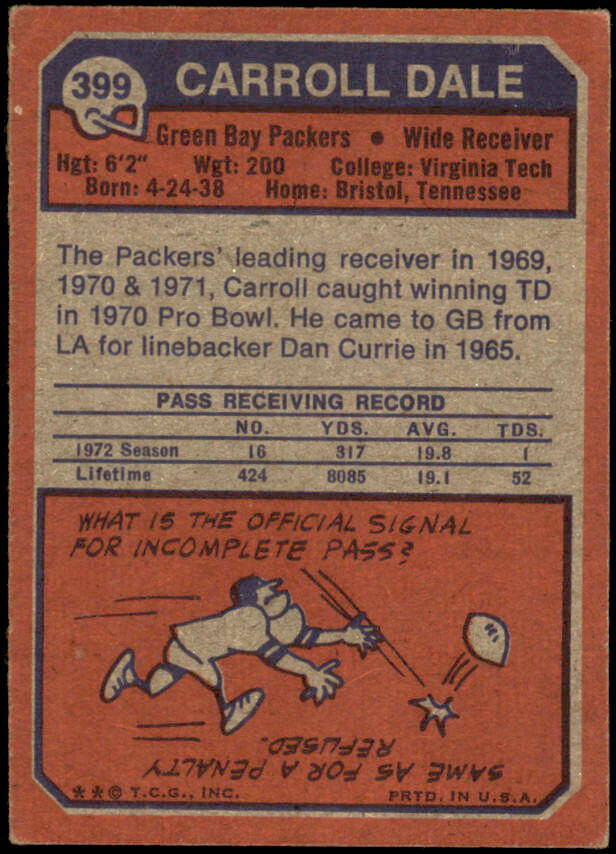 399 CARROLL DALE
Green Bay Packers • Wide Receiver
Hgt: 6'2" Wgt: 200 College: Virginia Tech
Born: 4-24-38 Home: Bristol, Tennessee
The Packers' leading receiver in 1969,
1970 & 1971, Carroll caught winning TD
in 1970 Pro Bowl. He came to GB from
LA for linebacker Dan Currie in 1965.
PASS RECEIVING RECORD
NO. YDS. AVG. TDS.
1972 Season 16 317 19.8 1
Lifetime 424 8085 19.1 52
WHAT IS THE OFFICIAL SIGNAL
FOR INCOMPLETE PASS?
SAME AS FOR A PENALTY
REFUSED.
**© T.C.G., INC. PRTD. IN U.S.A.